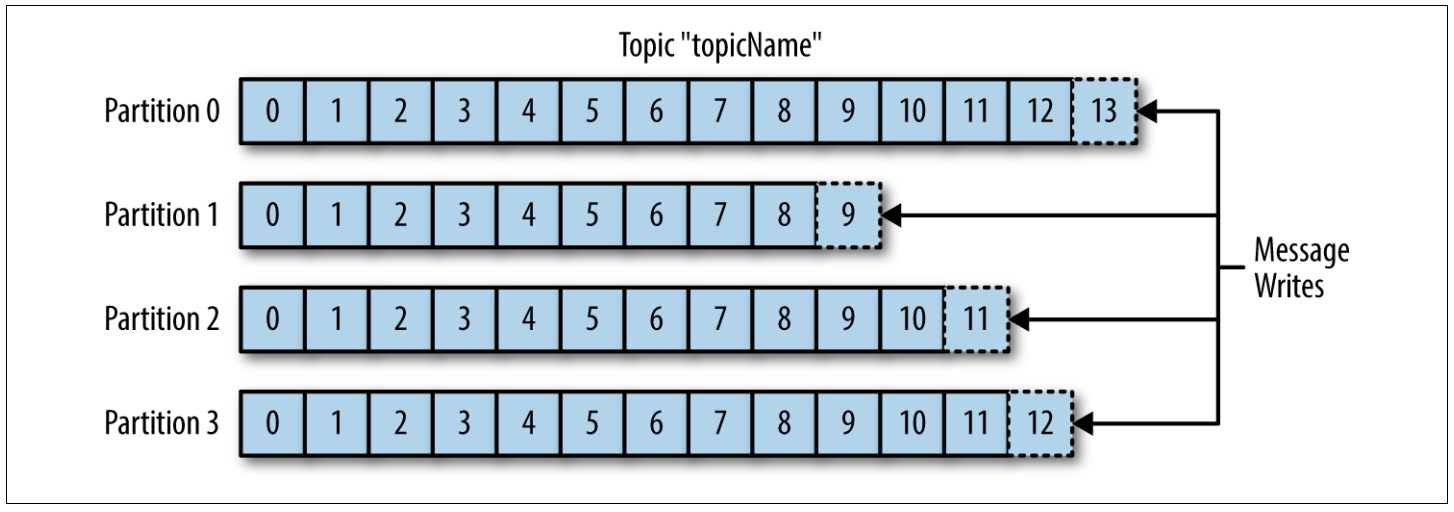 Topic "topicName"
Partition 0 0 1 2 3 4 5 6 7 8 9 10 11 12 13
Partition 1 0 1 2 3 4 5 6 7 8 9
Partition 2 0 1 2 3 4 5 6 7 8 9 10 11
Partition 3 0 1 2 3 4 5 6 7 8 9 10 11 12
Message
Writes